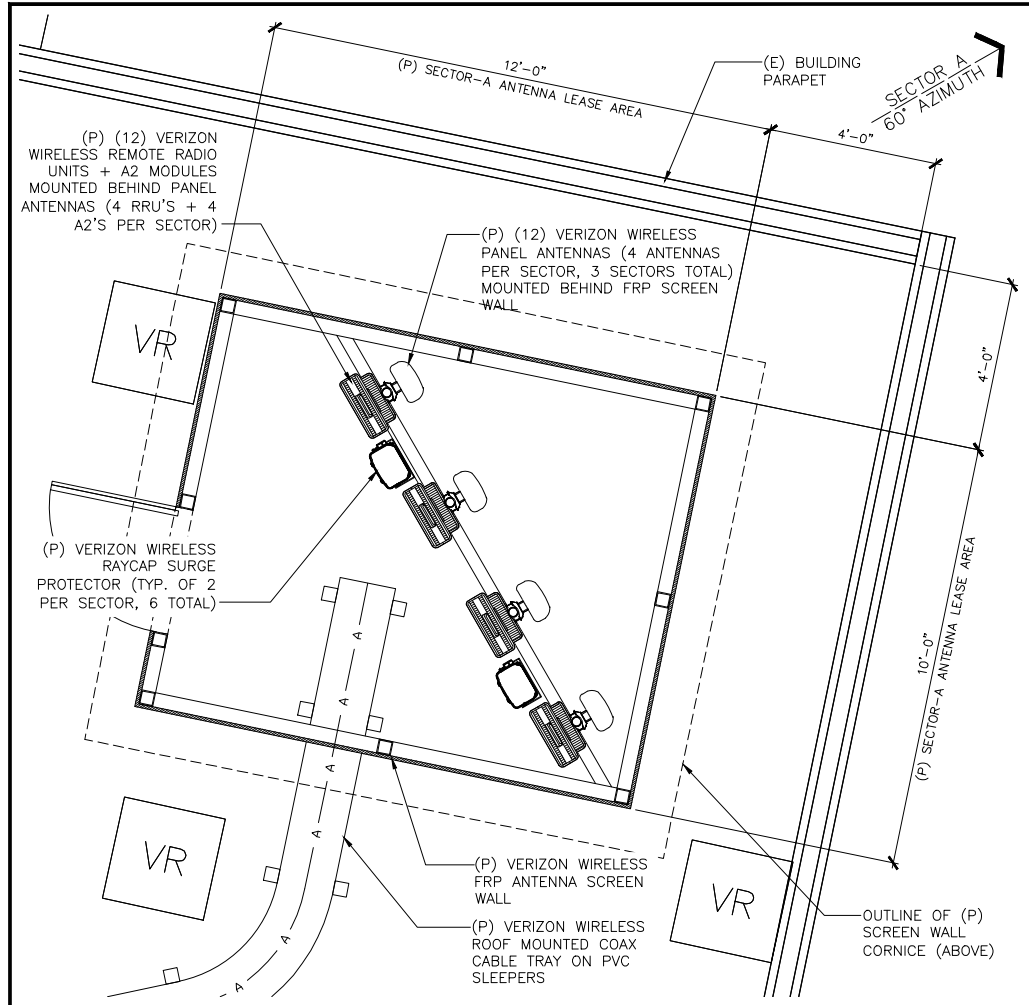 12'-0"
(P) SECTOR-A ANTENNA LEASE AREA
(E) BUILDING
PARAPET
SECTOR A
60° AZIMUTH
4'-0"
(P) (12) VERIZON
WIRELESS REMOTE RADIO
UNITS + A2 MODULES
MOUNTED BEHIND PANEL
ANTENNAS (4 RRU'S + 4
A2'S PER SECTOR)
(P) (12) VERIZON WIRELESS
PANEL ANTENNAS (4 ANTENNAS
PER SECTOR, 3 SECTORS TOTAL)
MOUNTED BEHIND FRP SCREEN
WALL
VR
4'-0"
(P) VERIZON WIRELESS
RAYCAP SURGE
PROTECTOR (TYP. OF 2
PER SECTOR, 6 TOTAL)
10'-0"
(P) SECTOR-A ANTENNA LEASE AREA
A
A
A
A
A
A
A
A
VR
VR
(P) VERIZON WIRELESS
FRP ANTENNA SCREEN
WALL
(P) VERIZON WIRELESS
ROOF MOUNTED COAX
CABLE TRAY ON PVC
SLEEPERS
OUTLINE OF (P)
SCREEN WALL
CORNICE (ABOVE)